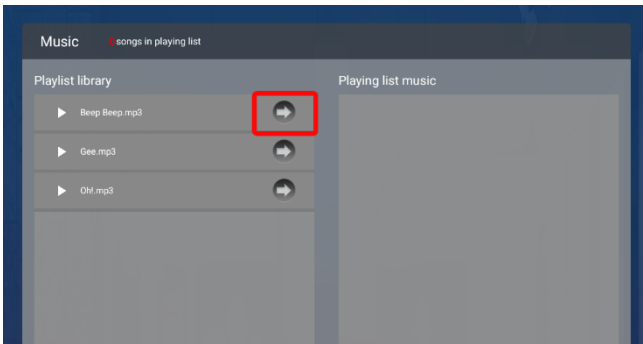 Music songs in playing list
Playlist library
Playing list music
Beep Beep.mp3
Gee.mp3
Oh!.mp3